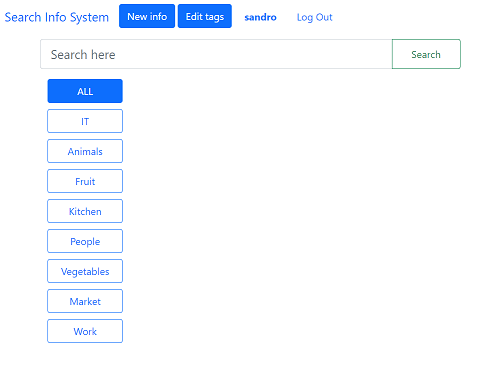 Search Info System New info Edit tags sandro Log Out
Search here Search
ALL
IT
Animals
Fruit
Kitchen
People
Vegetables
Market
Work